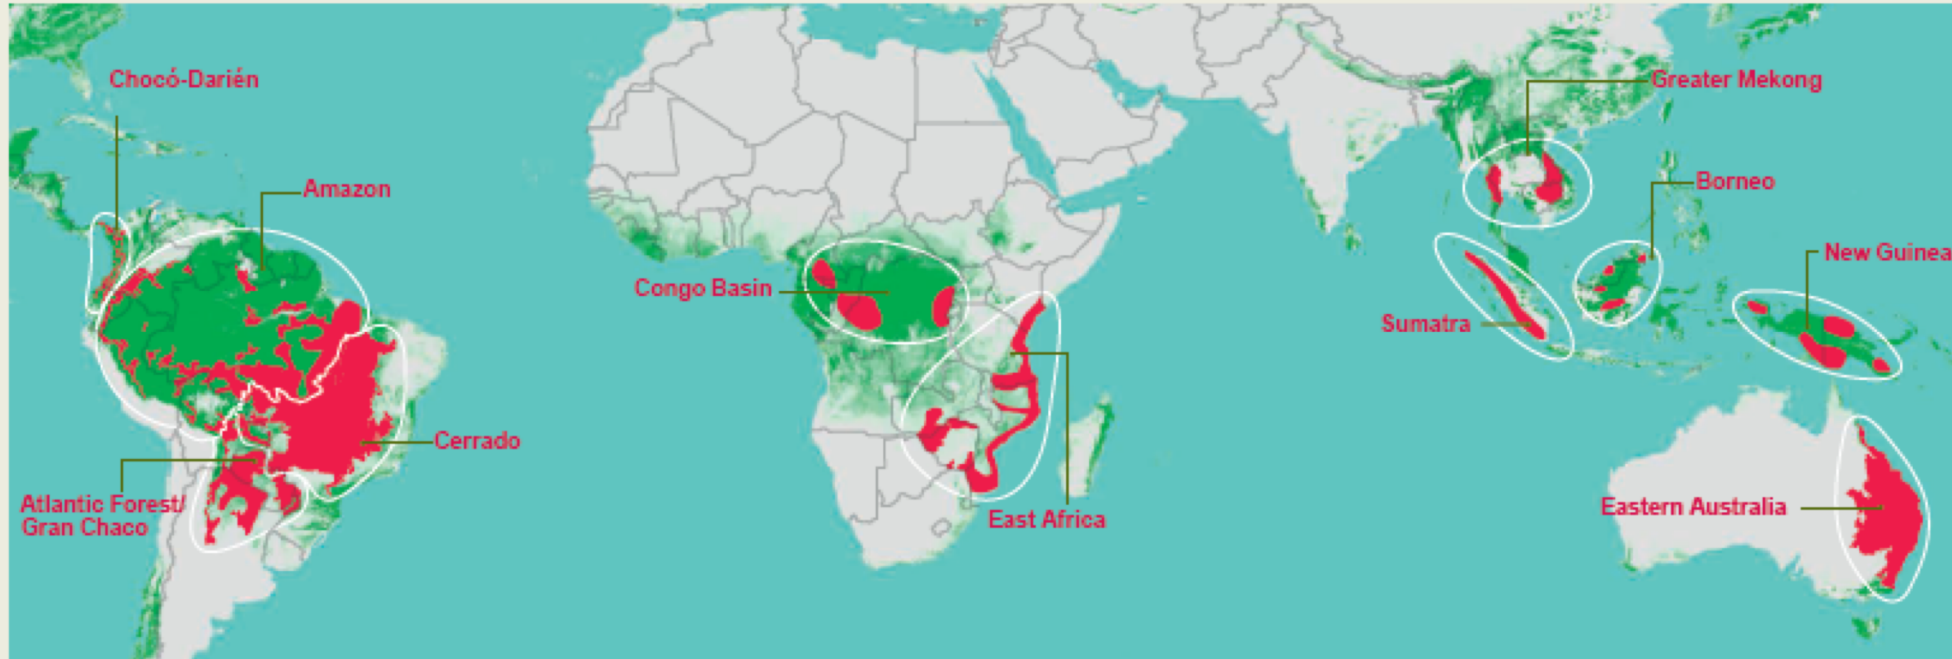 Chocó-Darién
Greater Mekong
Amazon
Borneo
New Guinea
Congo Basin
Sumatra
Cerrado
Atlantic Forest/
Gran Chaco
East Africa
Eastern Australia